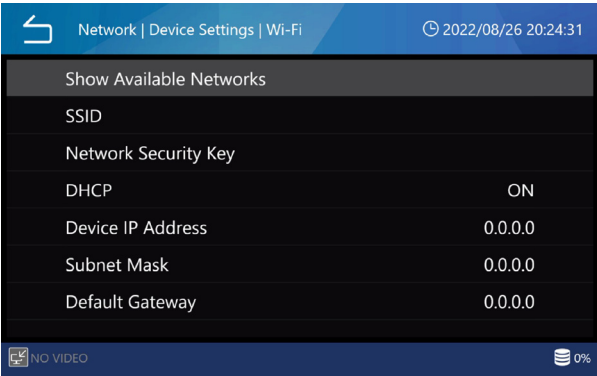 Network | Device Settings | Wi-Fi 2022/08/26 20:24:31
Show Available Networks
SSID
Network Security Key
DHCP ON
Device IP Address 0.0.0.0
Subnet Mask 0.0.0.0
Default Gateway 0.0.0.0
NO VIDEO 0%